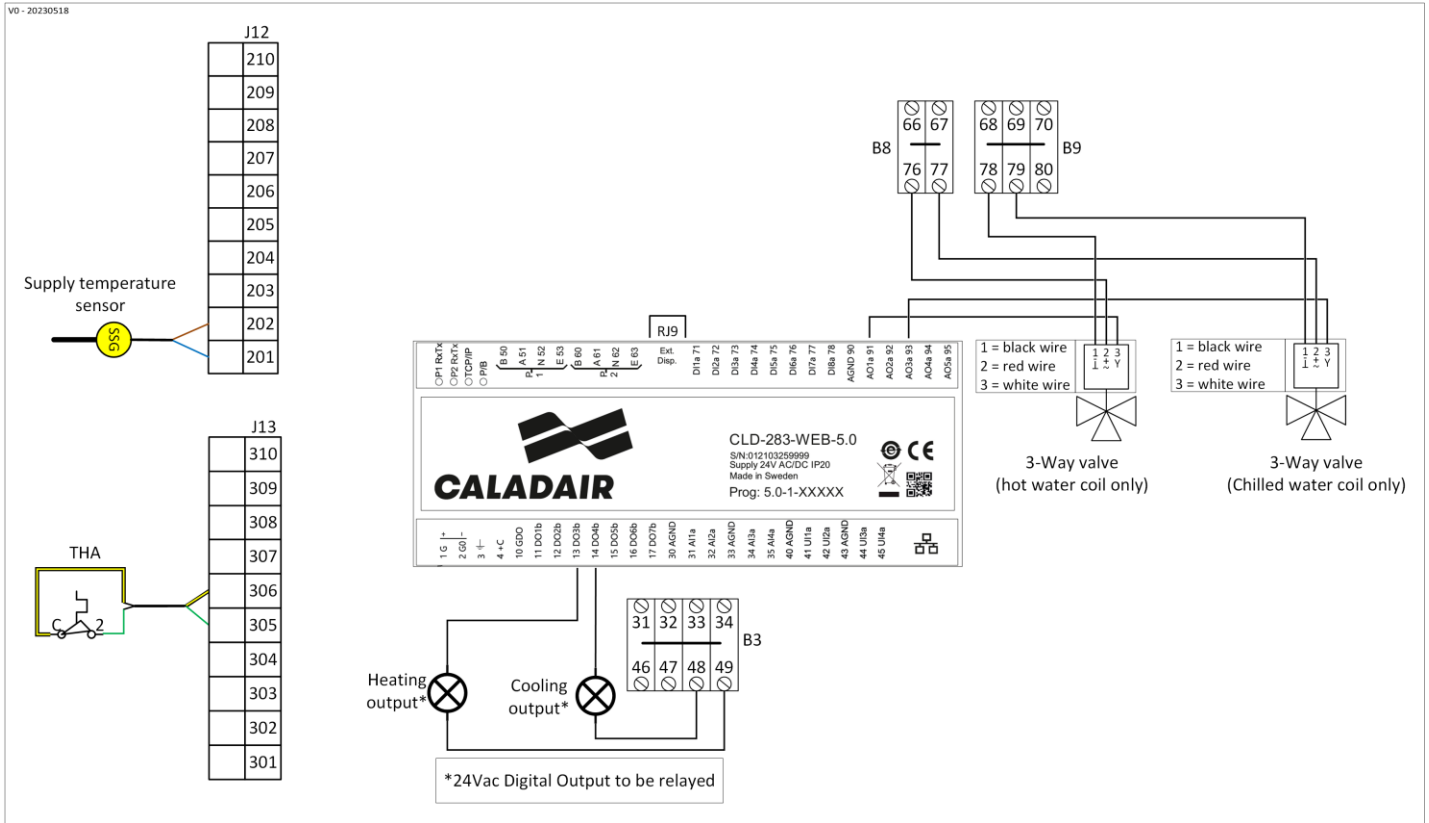 V0 - 20230518
J12
210
209
208
207
206
205
204
203
202
201
Supply temperature
sensor
SSG
J13
310
309
308
307
306
305
304
303
302
301
THA
C 2
B8
66 67
76 77
68 69 70
78 79 80
B9
RJ9
P1 RxTx
P2 RxTx
TCP/IP
P/B
B 50
A 51
N 52
E 53
P
1
B 60
A 61
N 62
E 63
P
2
Ext.
Disp.
DI1a 71
DI2a 72
DI3a 73
DI4a 74
DI5a 75
DI6a 76
DI7a 77
DI8a 78
AGND 90
AO1a 91
AO2a 92
AO3a 93
AO4a 94
AO5a 95
CALADAIR
CLD-283-WEB-5.0
S/N:012103259999
Supply 24V AC/DC IP20
Made in Sweden
Prog: 5.0-1-XXXXX
CE
1 G +
2 G0 -
3
4 +C
10 GDO
11 DO1b
12 DO2b
13 DO3b
14 DO4b
15 DO5b
16 DO6b
17 DO7b
30 AGND
31 AI1a
32 AI2a
33 AGND
34 AI3a
35 AI4a
40 AGND
41 UI1a
42 UI2a
43 AGND
44 UI3a
45 UI4a
1 = black wire
2 = red wire
3 = white wire
1 2 3
⊥ ± ~ Y
3-Way valve
(hot water coil only)
1 = black wire
2 = red wire
3 = white wire
1 2 3
⊥ ± ~ Y
3-Way valve
(Chilled water coil only)
31 32 33 34
46 47 48 49
B3
Heating
output*
Cooling
output*
*24Vac Digital Output to be relayed